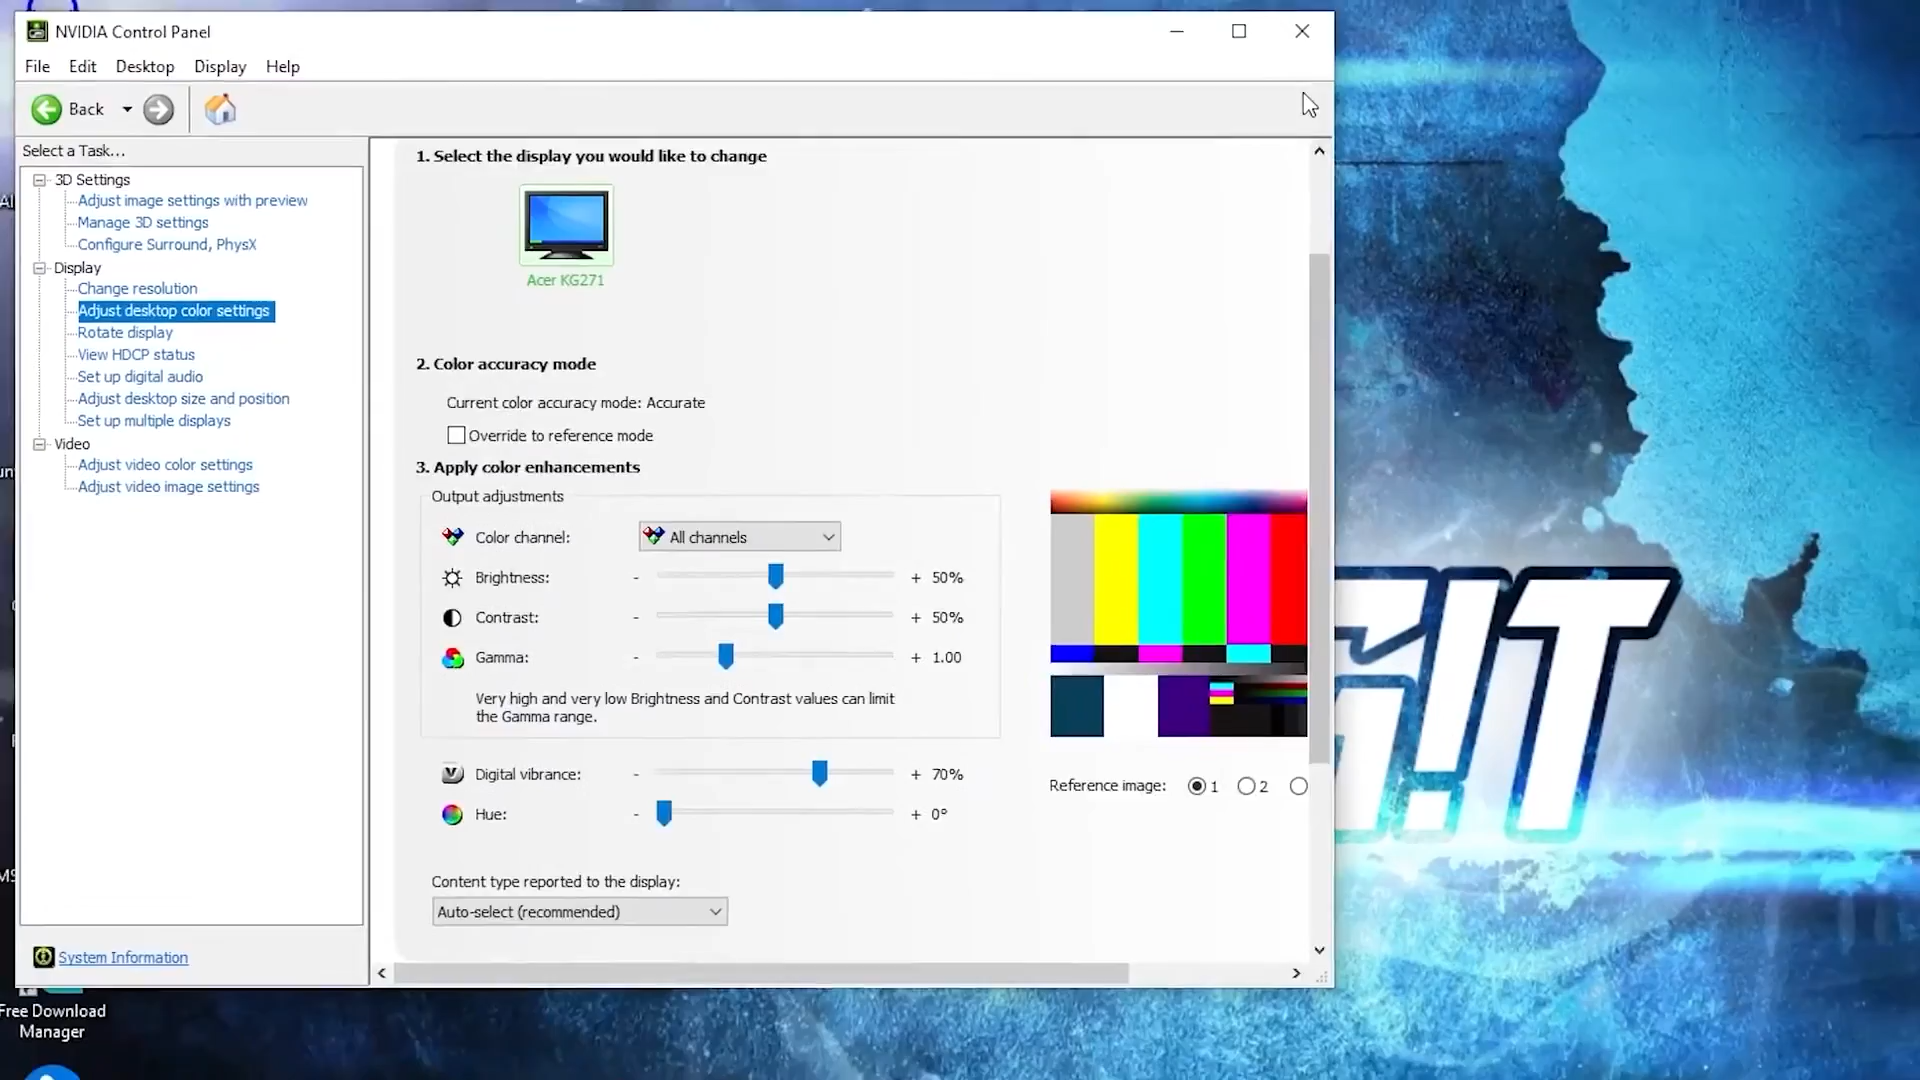 NVIDIA Control Panel
File Edit Desktop Display Help
Back
Select a Task...
3D Settings
Adjust image settings with preview
Manage 3D settings
Configure Surround, PhysX
Display
Change resolution
Adjust desktop color settings
Rotate display
View HDCP status
Set up digital audio
Adjust desktop size and position
Set up multiple displays
Video
Adjust video color settings
Adjust video image settings
System Information
1. Select the display you would like to change
Acer KG271
2. Color accuracy mode
Current color accuracy mode: Accurate
Override to reference mode
3. Apply color enhancements
Output adjustments
Color channel: All channels
Brightness: - + 50%
Contrast: - + 50%
Gamma: - + 1.00
Very high and very low Brightness and Contrast values can limit
the Gamma range.
Digital vibrance: - + 70%
Hue: - + 0°
Reference image: 1 2
Content type reported to the display:
Auto-select (recommended)
Free Download
Manager